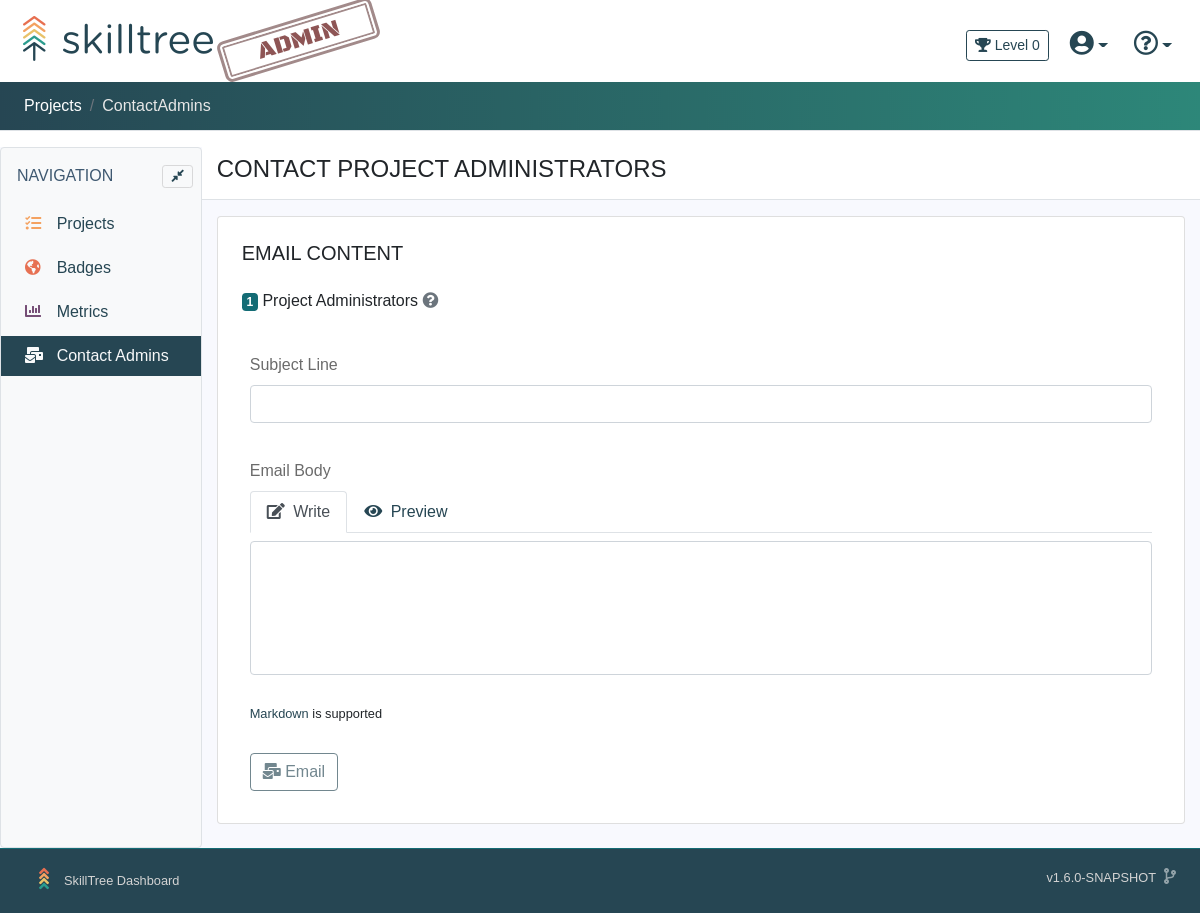 skilltree
ADMIN
Level 0
Projects / ContactAdmins
NAVIGATION
Projects
Badges
Metrics
Contact Admins
CONTACT PROJECT ADMINISTRATORS
EMAIL CONTENT
1 Project Administrators
Subject Line
Email Body
Write
Preview
Markdown is supported
Email
SkillTree Dashboard
v1.6.0-SNAPSHOT